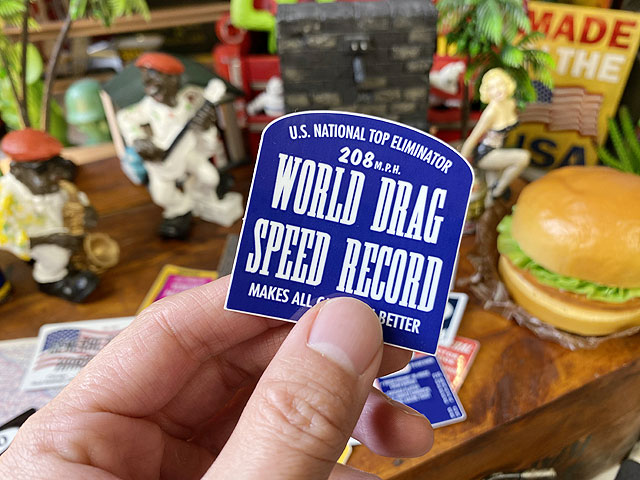 U.S. NATIONAL TOP ELIMINATOR
208 M.P.H.
WORLD DRAG
SPEED RECORD
MAKES ALL BETTER
MADE
THE
USA